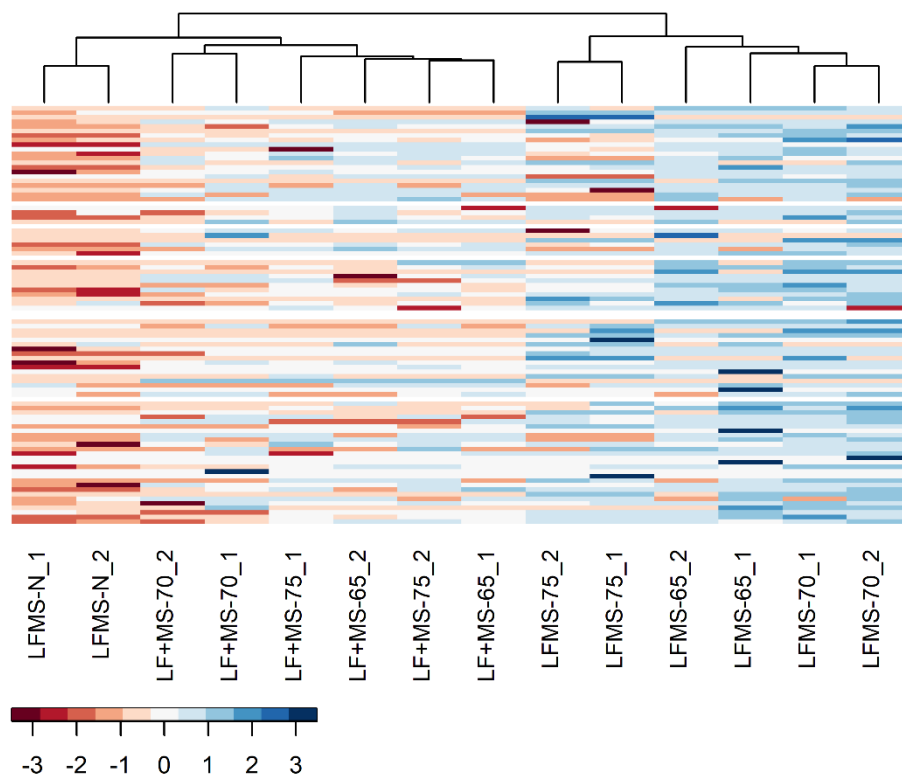 LFMS-N_1
LFMS-N_2
LF+MS-70_2
LF+MS-70_1
LF+MS-75_1
LF+MS-65_2
LF+MS-75_2
LF+MS-65_1
LFMS-75_2
LFMS-75_1
LFMS-65_2
LFMS-65_1
LFMS-70_1
LFMS-70_2
-3 -2 -1 0 1 2 3